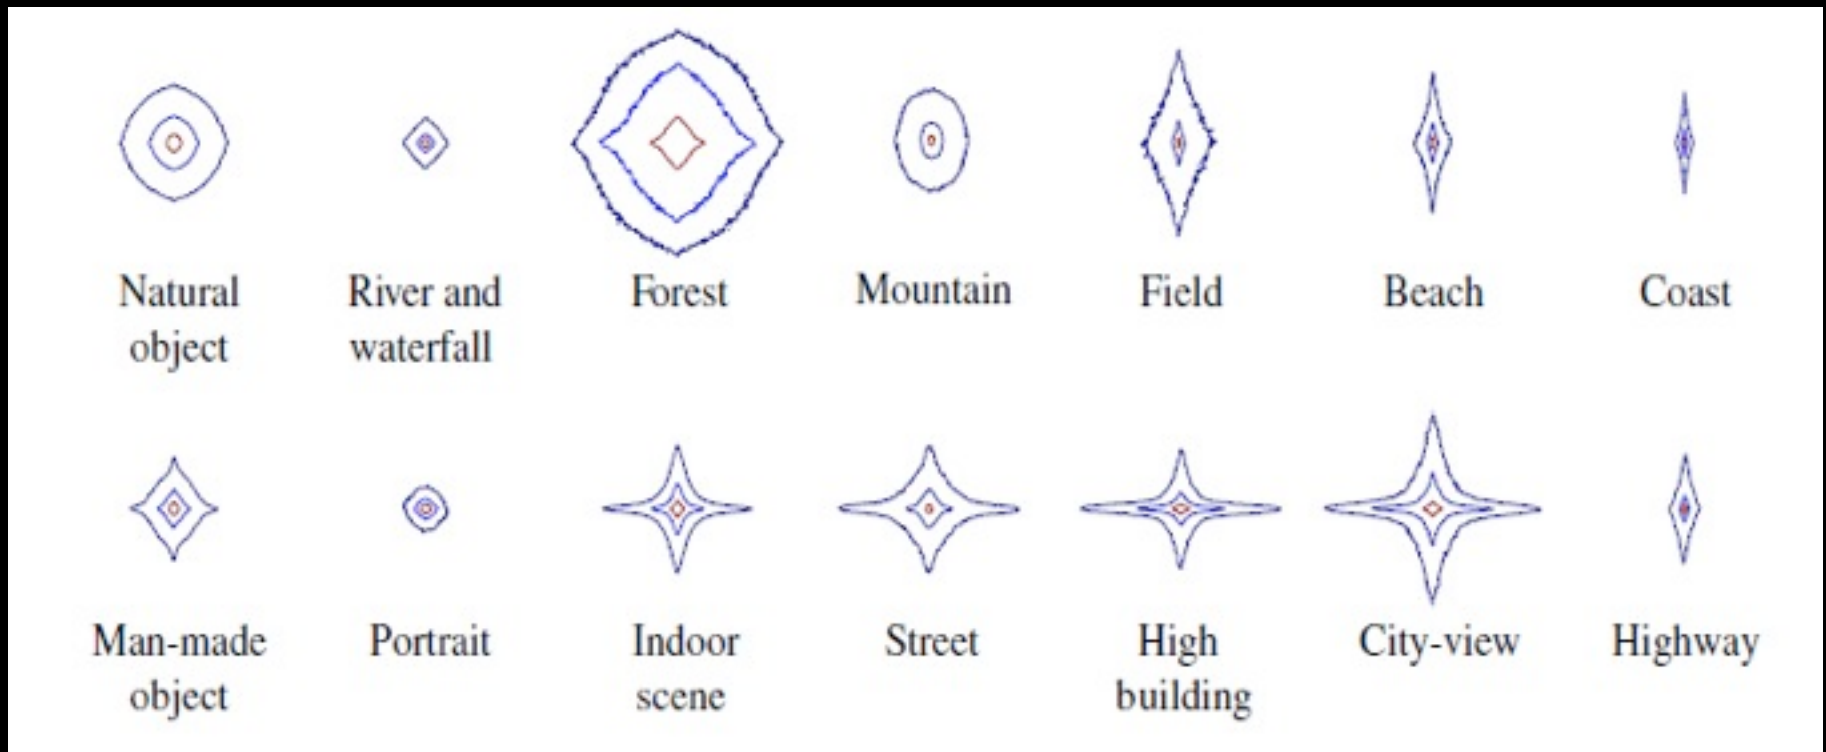 Natural object
River and waterfall
Forest
Mountain
Field
Beach
Coast
Man-made object
Portrait
Indoor scene
Street
High building
City-view
Highway